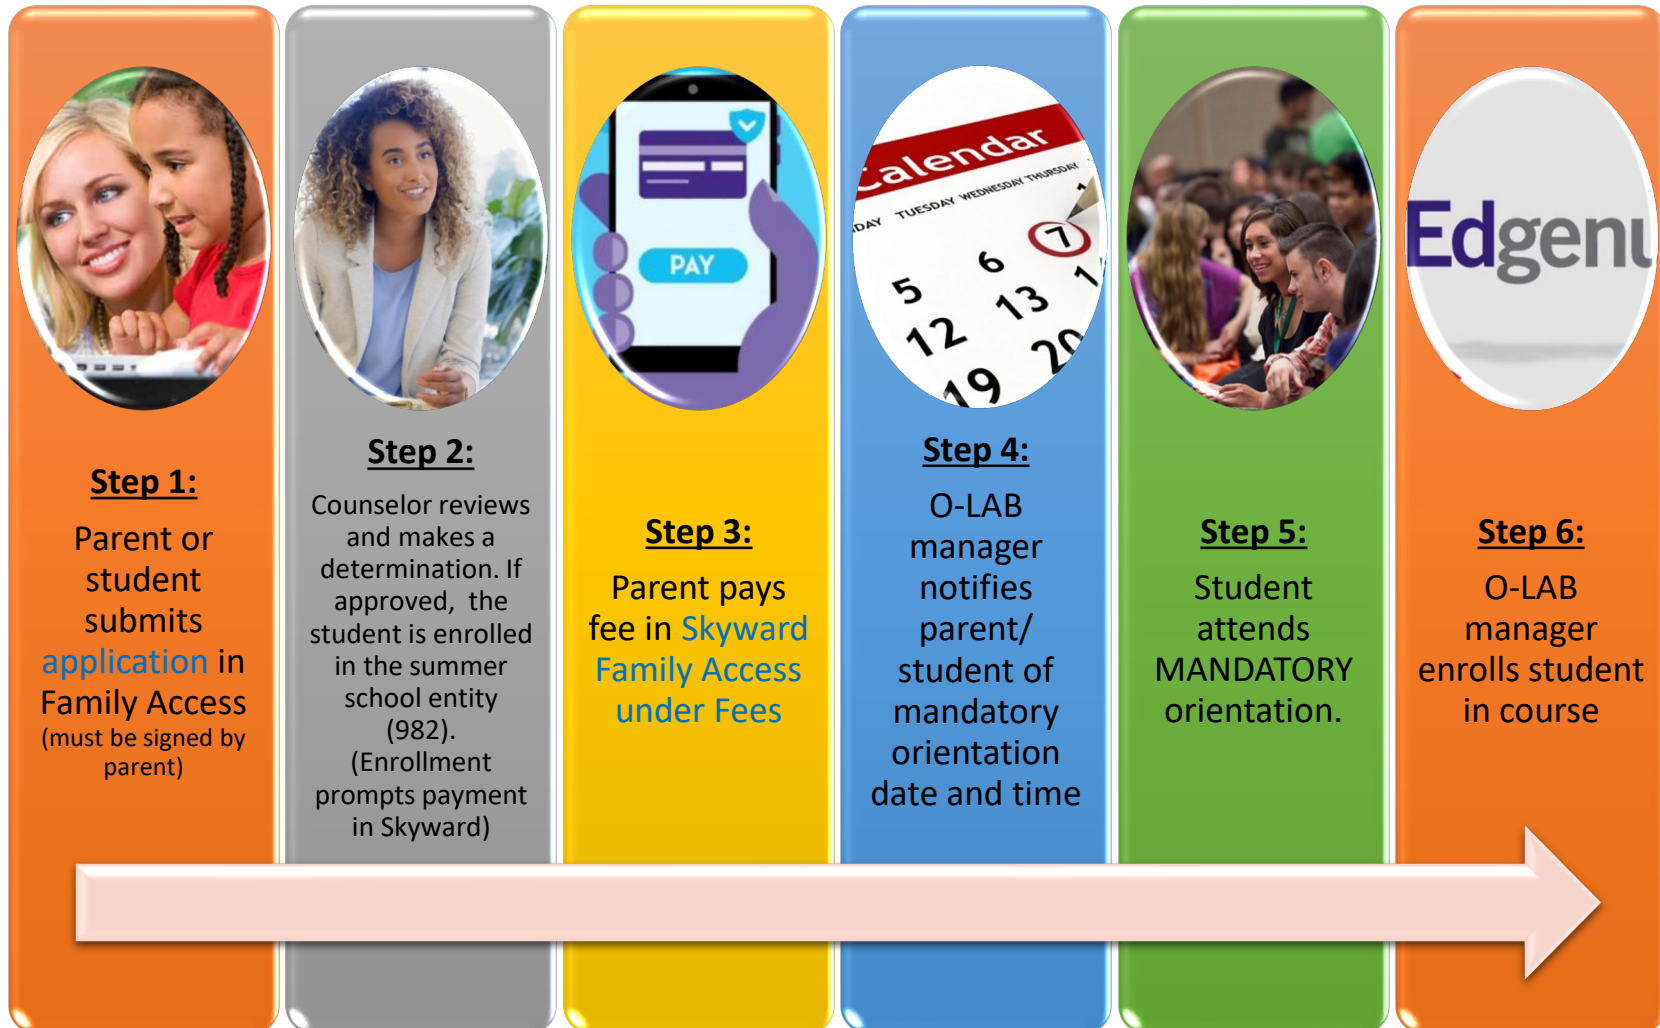 Step 1:
Parent or
student
submits
application in
Family Access
(must be signed by
parent)
Step 2:
Counselor reviews
and makes a
determination. If
approved,  the
student is enrolled
in the summer
school entity
(982).
(Enrollment
prompts payment
in Skyward)
PAY
Step 3:
Parent pays
fee in Skyward
Family Access
under Fees
Calendar
TUESDAY WEDNESDAY THURSDAY
5 6 7
12 13
19 20
Step 4:
O-LAB
manager
notifies
parent/
student of
mandatory
orientation
date and time
Step 5:
Student
attends
MANDATORY
orientation.
Edgenu
Step 6:
O-LAB
manager
enrolls student
in course